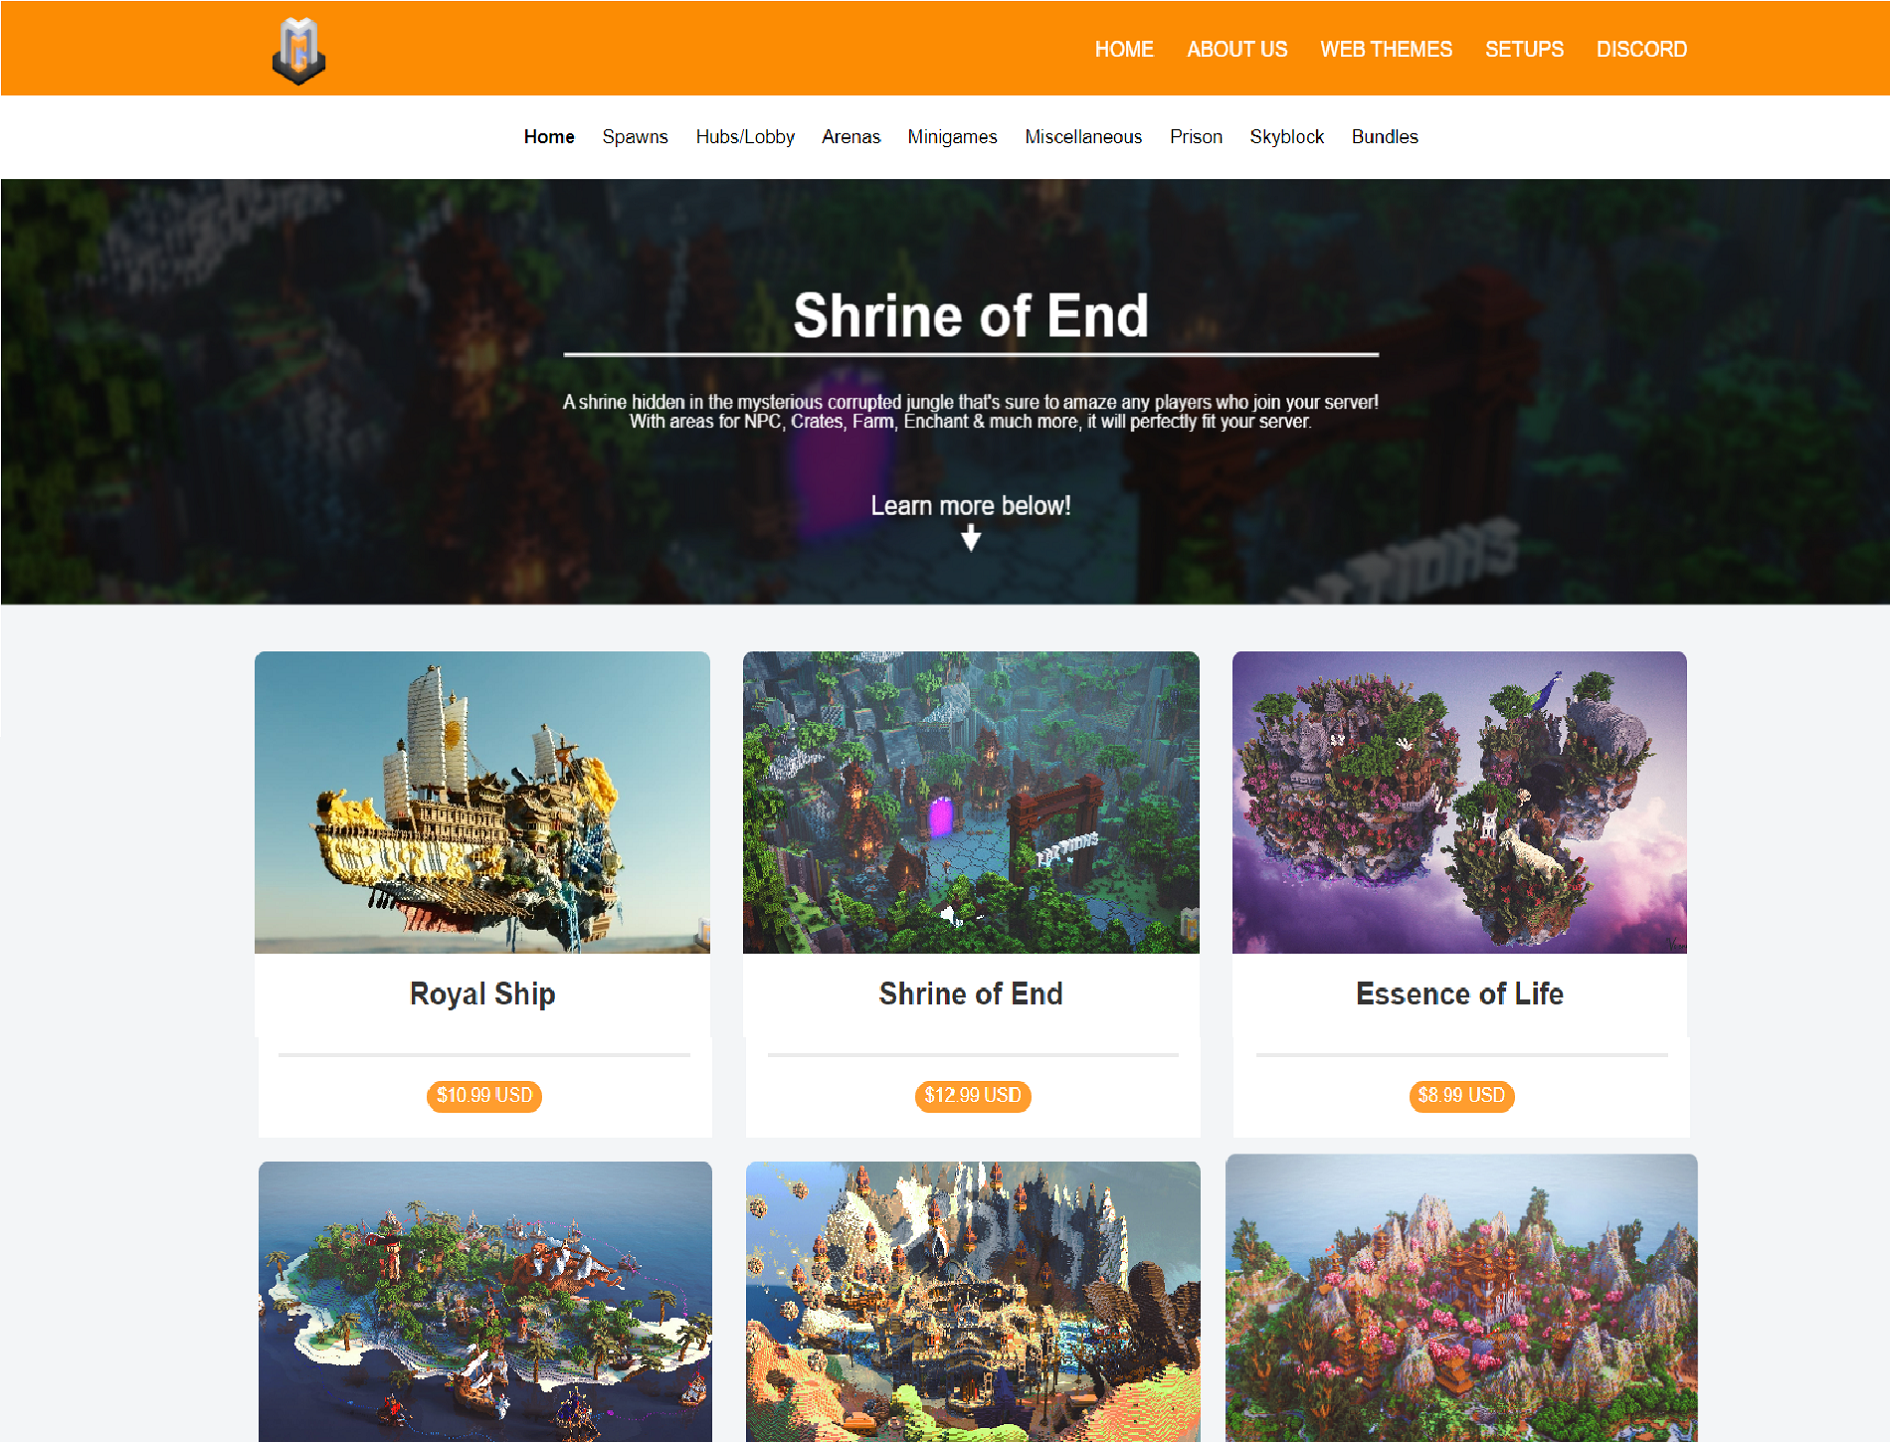 HOME ABOUT US WEB THEMES SETUPS DISCORD
Home Spawns Hubs/Lobby Arenas Minigames Miscellaneous Prison Skyblock Bundles
Shrine of End
A shrine hidden in the mysterious corrupted jungle that's sure to amaze any players who join your server!
With areas for NPC, Crates, Farm, Enchant & much more, it will perfectly fit your server.
Learn more below!
Royal Ship
Shrine of End
Essence of Life
$10.99 USD
$12.99 USD
$8.99 USD